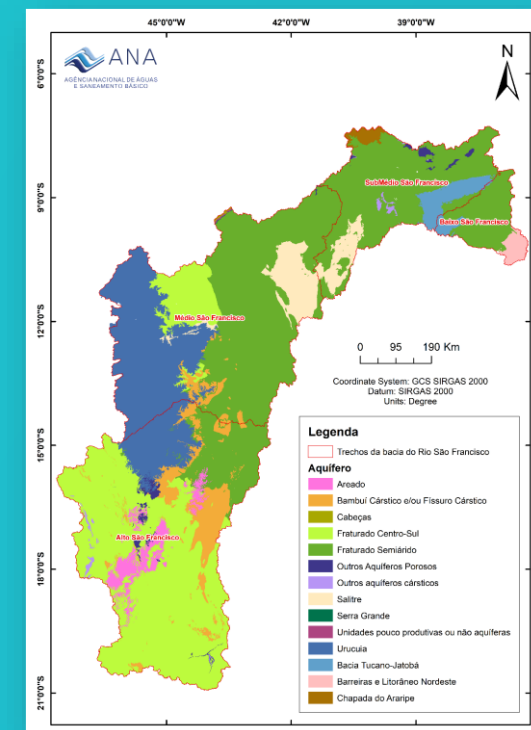 45°0'0"S 42°0'0"S 39°0'0"S
ANA
AGÊNCIA NACIONAL DE ÁGUAS
E SANEAMENTO BÁSICO
N
6°0'0"S
9°0'0"S
12°0'0"S
15°0'0"S
18°0'0"S
21°0'0"S
SubMédio São Francisco
Baixo São Francisco
Médio São Francisco
Alto São Francisco
0 95 190 Km
Coordinate System: GCS SIRGAS 2000
Datum: SIRGAS 2000
Units: Degree
Legenda
Trechos da bacia do Rio São Francisco
Aquífero
Areado
Bambuí Cárstico e/ou Físsuro Cárstico
Cabeças
Fraturado Centro-Sul
Fraturado Semiárido
Outros Aquíferos Porosos
Outros aquíferos cársticos
Salitre
Serra Grande
Unidades pouco produtivas ou não aquíferas
Urucuia
Bacia Tucano-Jatobá
Barreiras e Litorâneo Nordeste
Chapada do Araripe